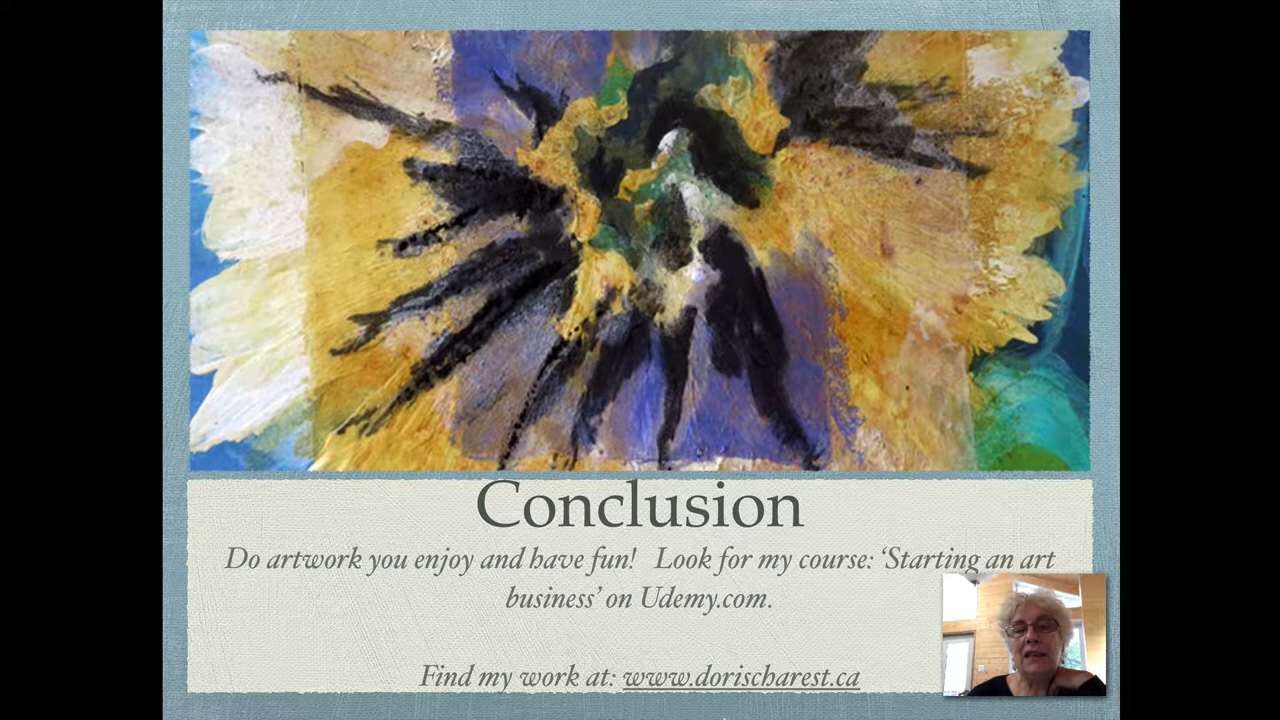 Conclusion
Do artwork you enjoy and have fun! Look for my course: ‘Starting an art
business’ on Udemy.com.
Find my work at: www.dorischarest.ca